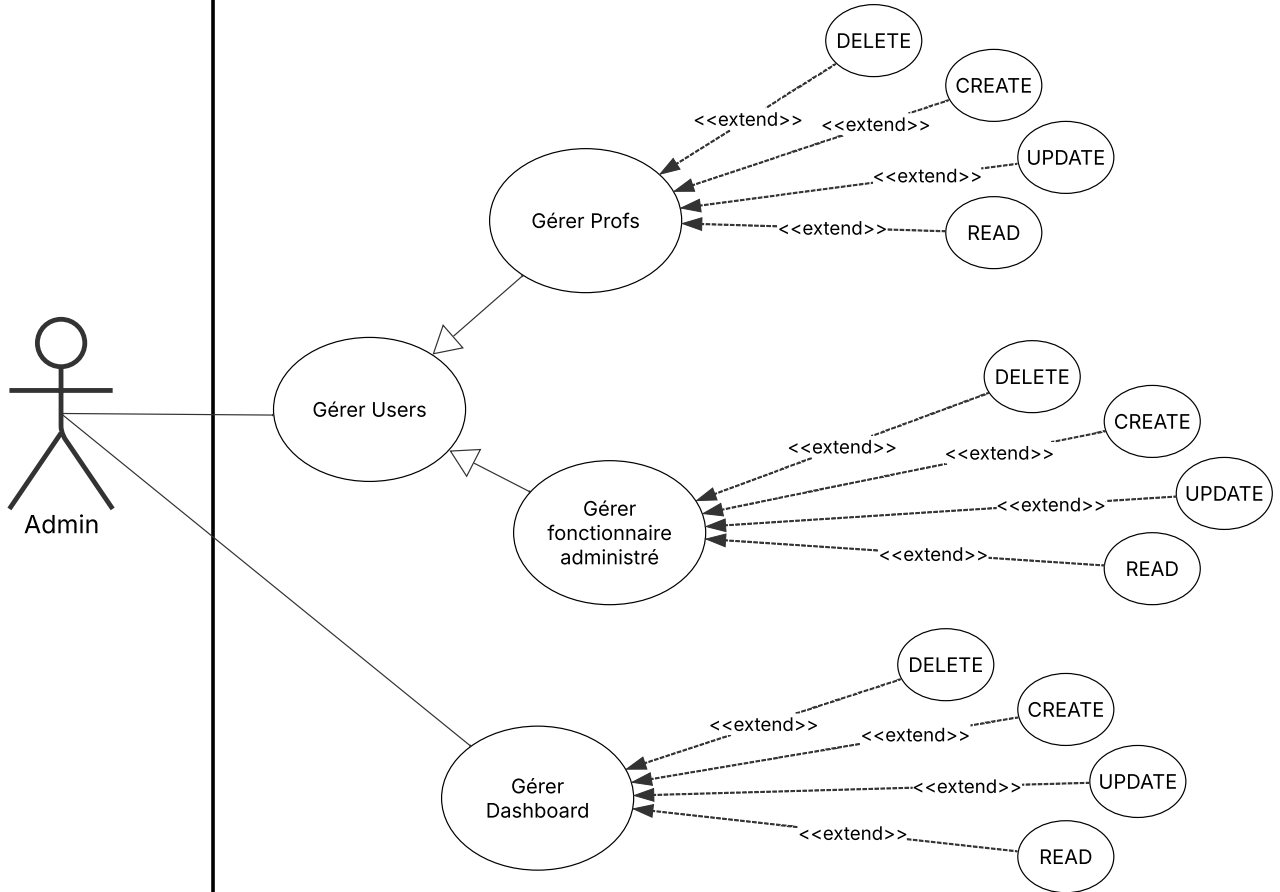 DELETE
CREATE
<<extend>>
<<extend>>
UPDATE
<<extend>>
Gérer Profs
<<extend>>
READ
DELETE
Gérer Users
CREATE
<<extend>>
<<extend>>
UPDATE
<<extend>>
Gérer
fonctionnaire
administré
<<extend>>
READ
Admin
DELETE
CREATE
<<extend>>
<<extend>>
UPDATE
<<extend>>
Gérer
Dashboard
<<extend>>
READ